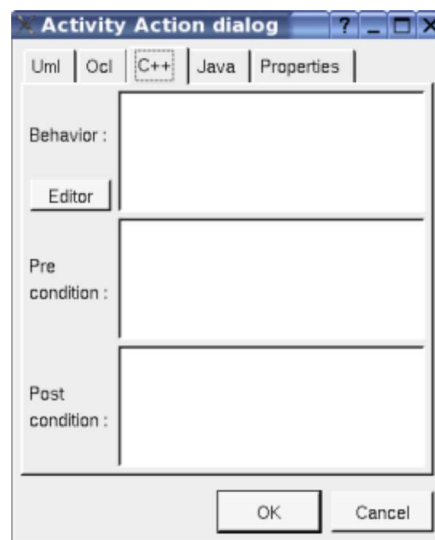 Activity Action dialog
Uml Ocl C++ Java Properties
Behavior :
Editor
Pre
condition :
Post
condition :
OK Cancel